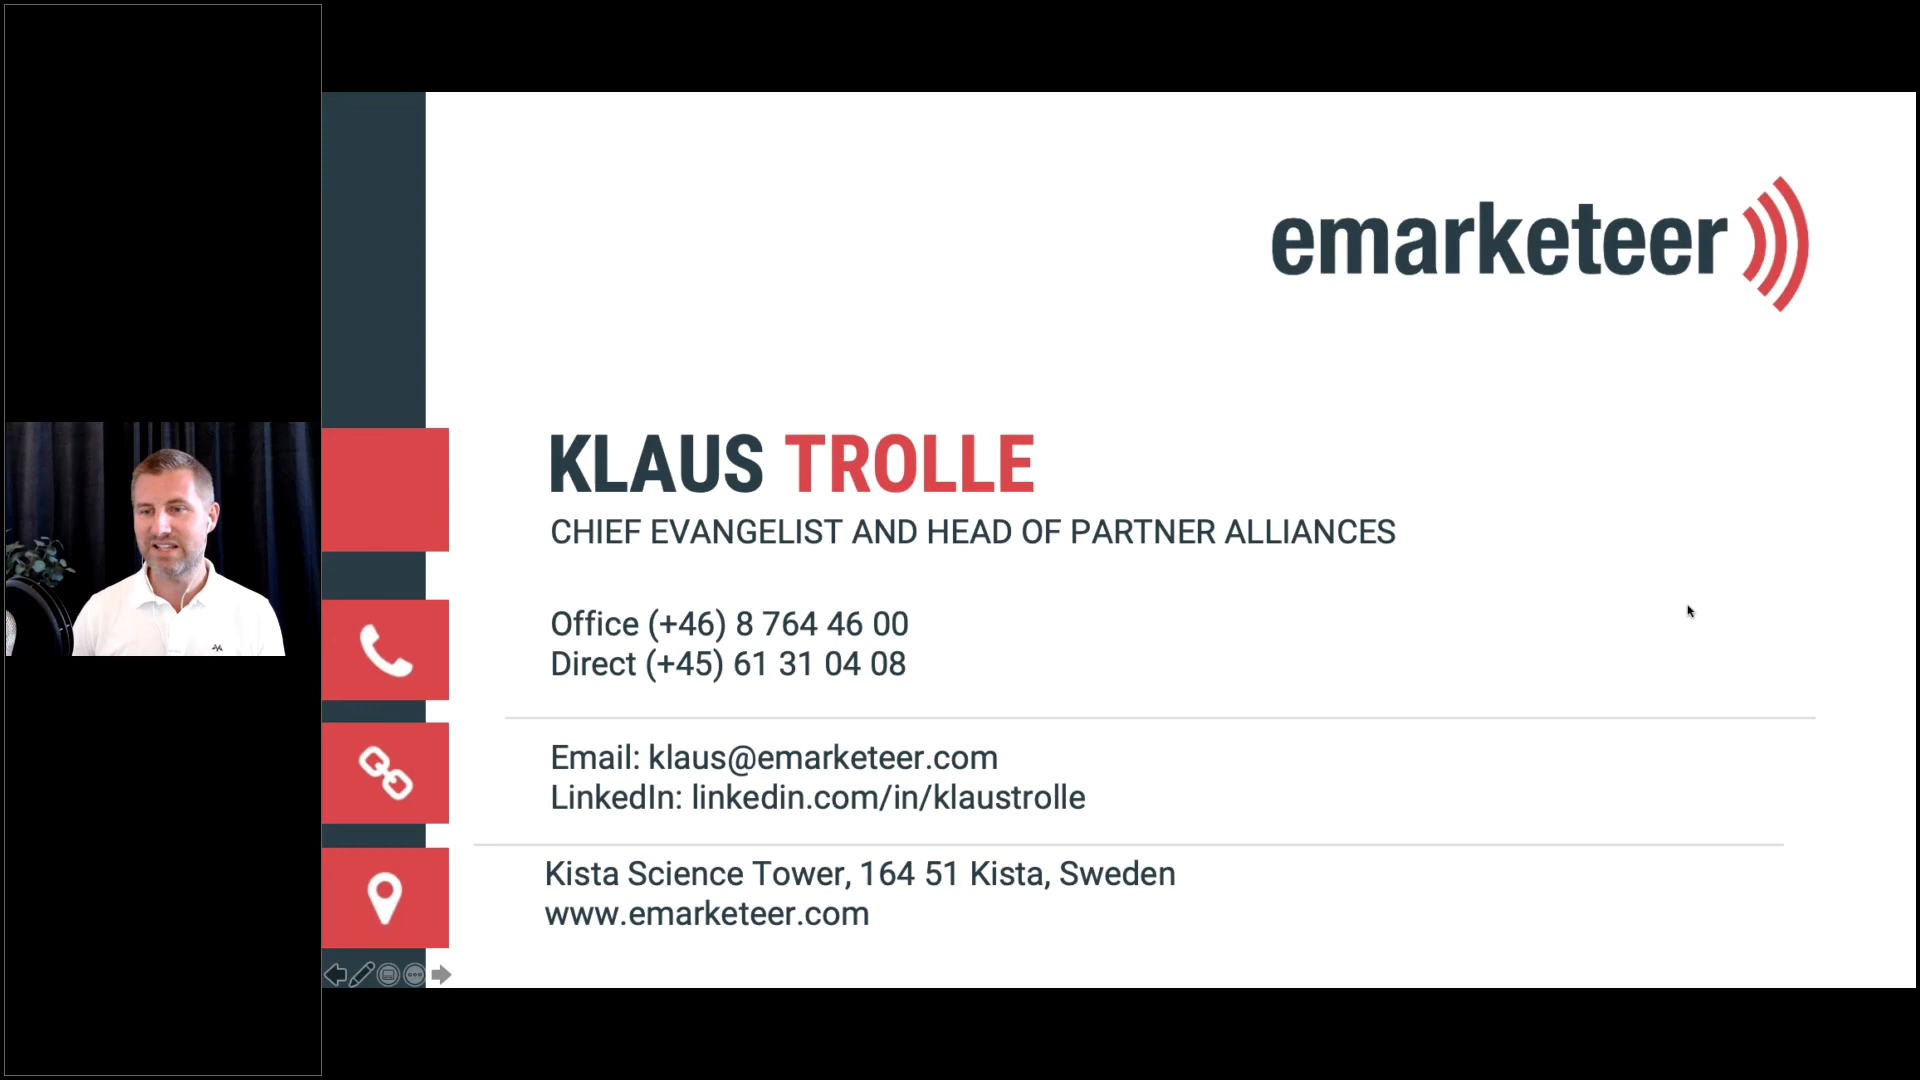 emarketeer
KLAUS TROLLE
CHIEF EVANGELIST AND HEAD OF PARTNER ALLIANCES
Office (+46) 8 764 46 00
Direct (+45) 61 31 04 08
Email: klaus@emarketeer.com
LinkedIn: linkedin.com/in/klaustrolle
Kista Science Tower, 164 51 Kista, Sweden
www.emarketeer.com